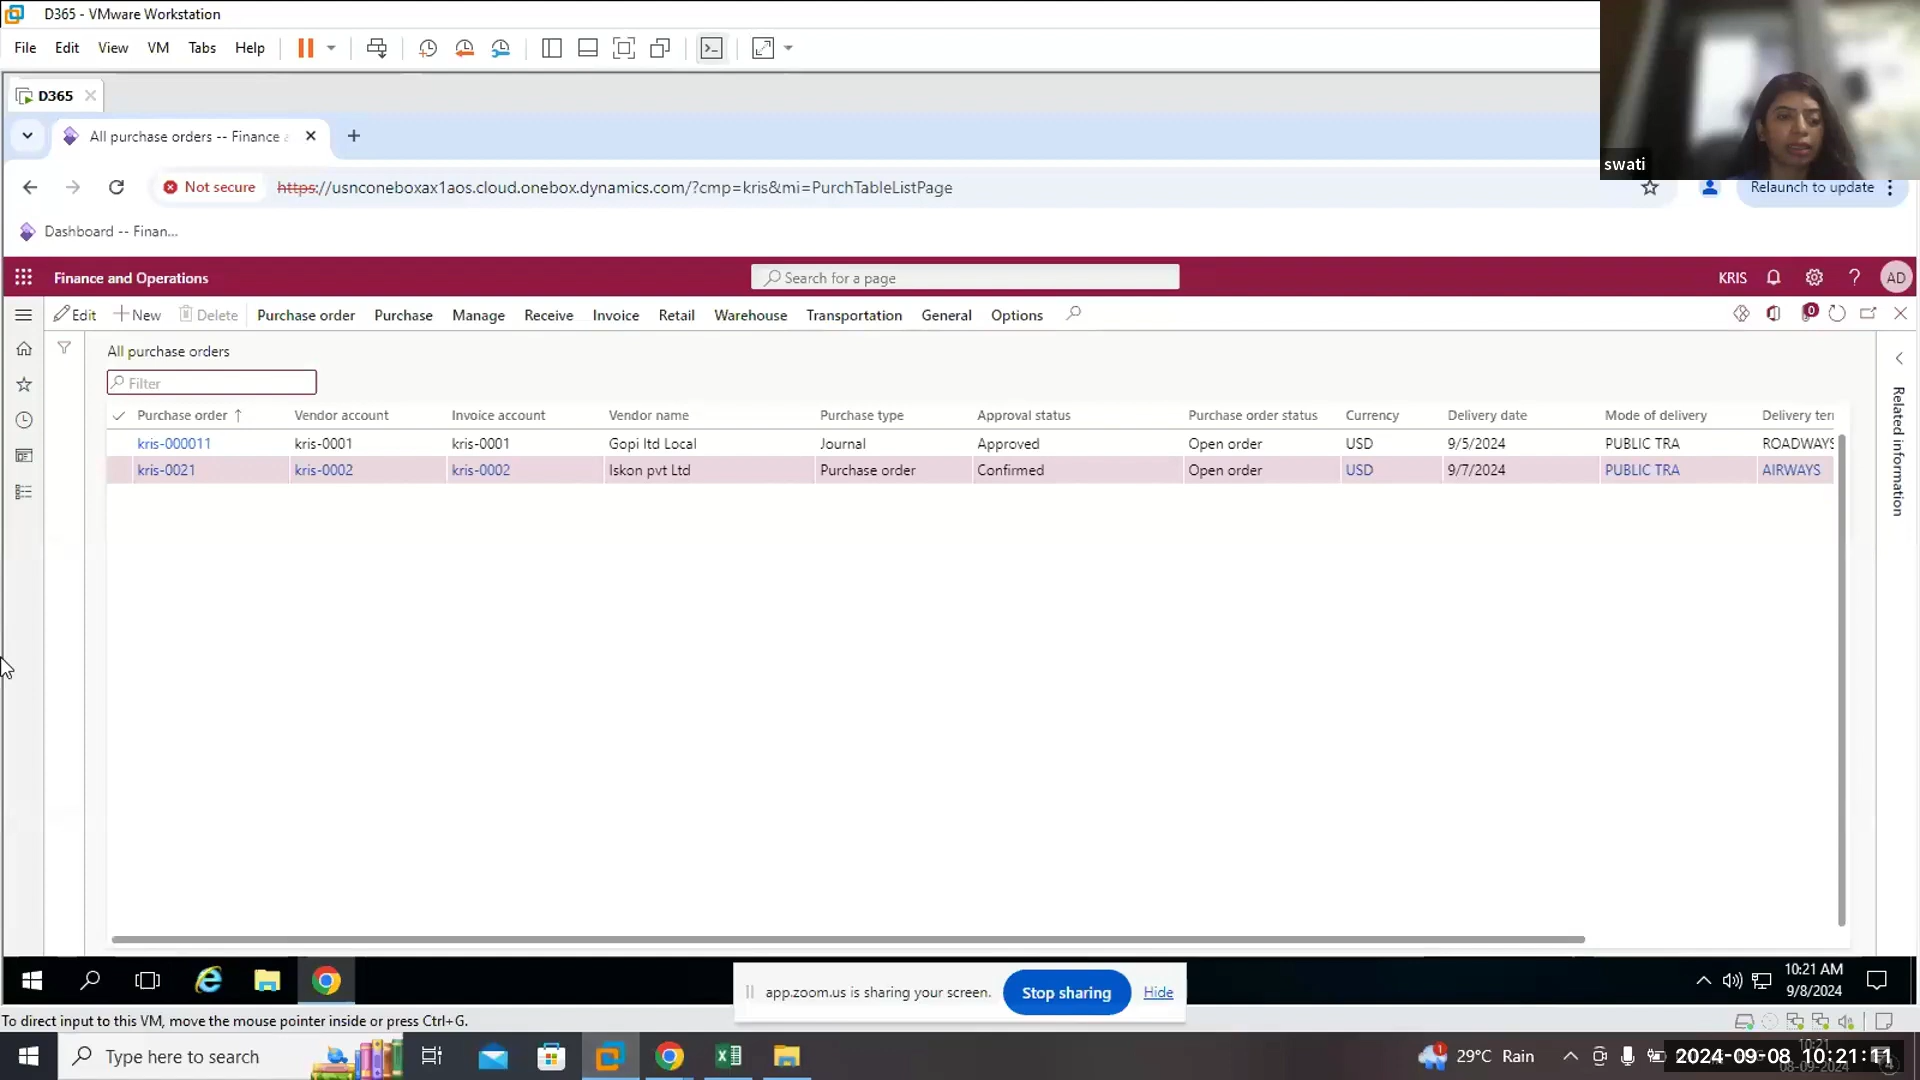 D365 - VMware Workstation
File Edit View VM Tabs Help
D365
All purchase orders -- Finance a
swati
Not secure https://usnconeboxax1aos.cloud.onebox.dynamics.com/?cmp=kris&mi=PurchTableListPage Relaunch to update
Dashboard -- Finan...
Finance and Operations Search for a page KRIS ? AD
Edit New Delete Purchase order Purchase Manage Receive Invoice Retail Warehouse Transportation General Options 0
All purchase orders
Filter
Purchase order ↑ Vendor account Invoice account Vendor name Purchase type Approval status Purchase order status Currency Delivery date Mode of delivery Delivery terr
kris-000011 kris-0001 kris-0001 Gopi ltd Local Journal Approved Open order USD 9/5/2024 PUBLIC TRA ROADWAYS
kris-0021 kris-0002 kris-0002 Iskon pvt Ltd Purchase order Confirmed Open order USD 9/7/2024 PUBLIC TRA AIRWAYS
Related information
app.zoom.us is sharing your screen. Stop sharing Hide
10:21 AM
9/8/2024
To direct input to this VM, move the mouse pointer inside or press Ctrl+G.
Type here to search
29°C Rain
2024-09-08 10:21:11
08-09-2024